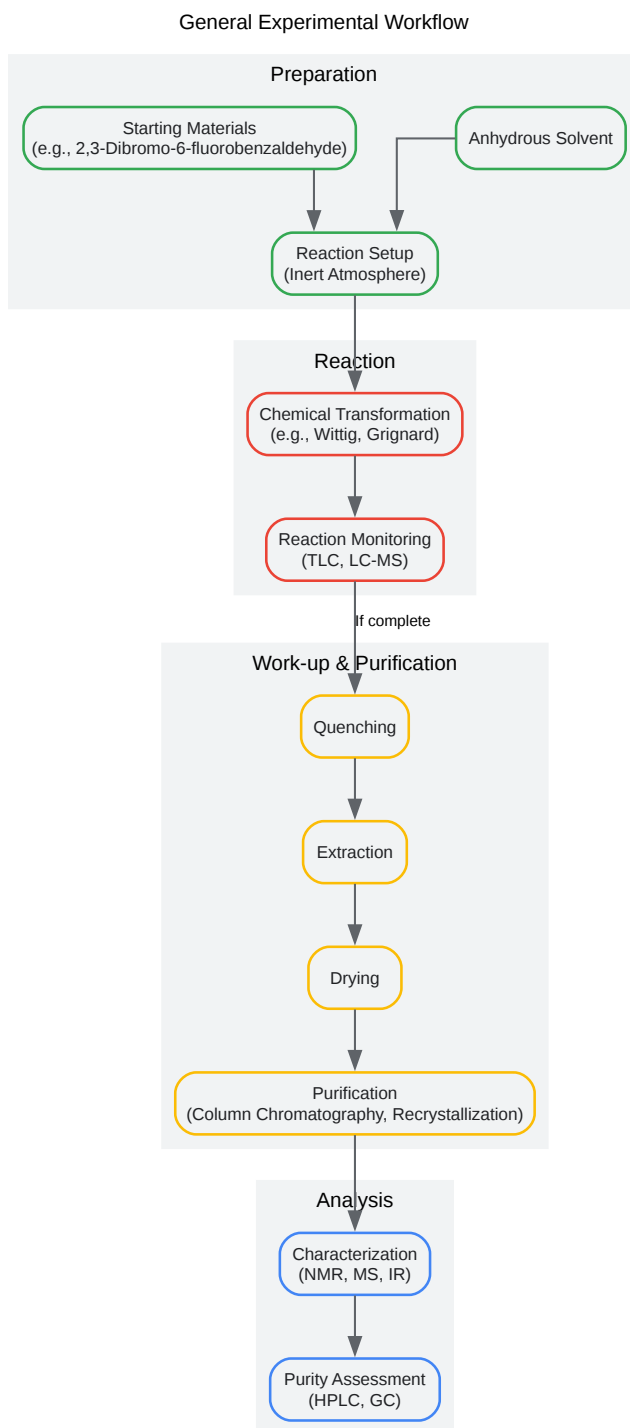 General Experimental Workflow
Preparation
Starting Materials
(e.g., 2,3-Dibromo-6-fluorobenzaldehyde)
Anhydrous Solvent
Reaction Setup
(Inert Atmosphere)
Reaction
Chemical Transformation
(e.g., Wittig, Grignard)
Reaction Monitoring
(TLC, LC-MS)
If complete
Work-up & Purification
Quenching
Extraction
Drying
Purification
(Column Chromatography, Recrystallization)
Analysis
Characterization
(NMR, MS, IR)
Purity Assessment
(HPLC, GC)